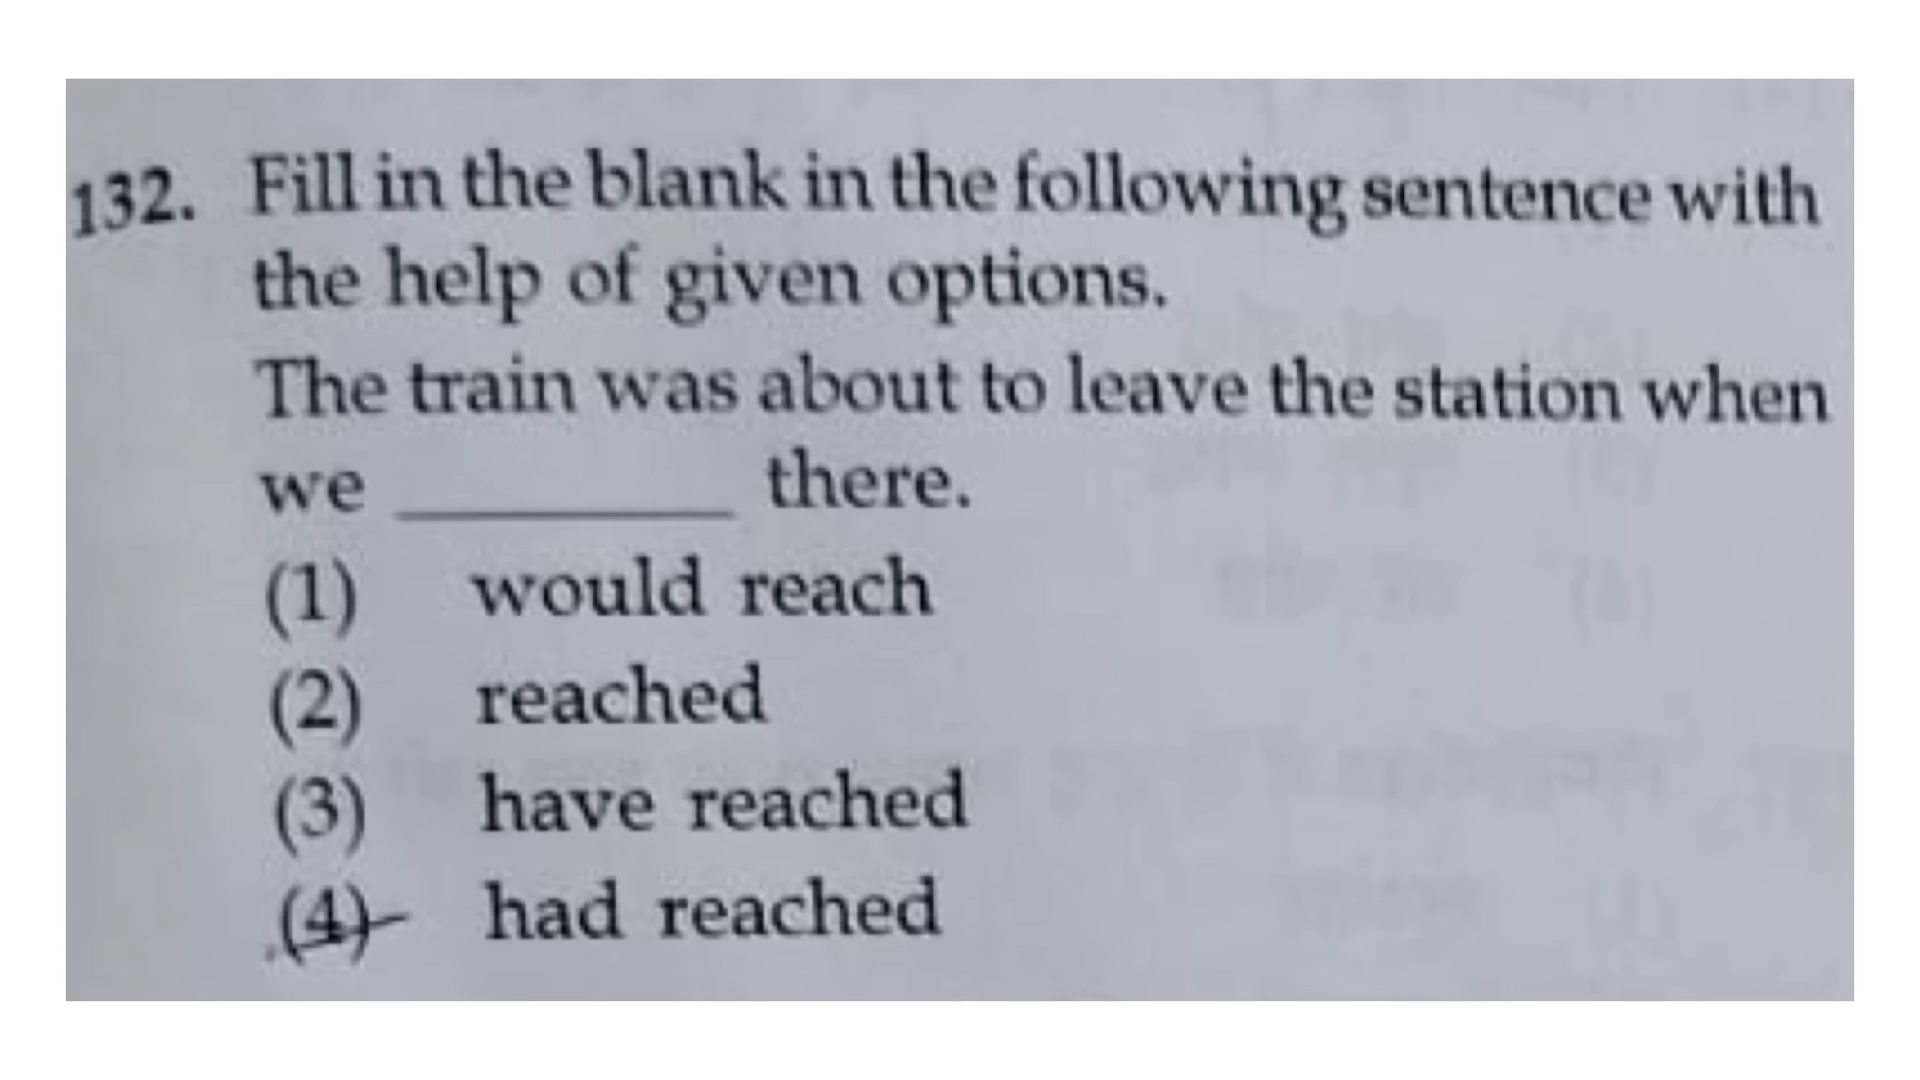 132. Fill in the blank in the following sentence with
the help of given options.
The train was about to leave the station when
we ________ there.
(1) would reach
(2) reached
(3) have reached
(4) had reached